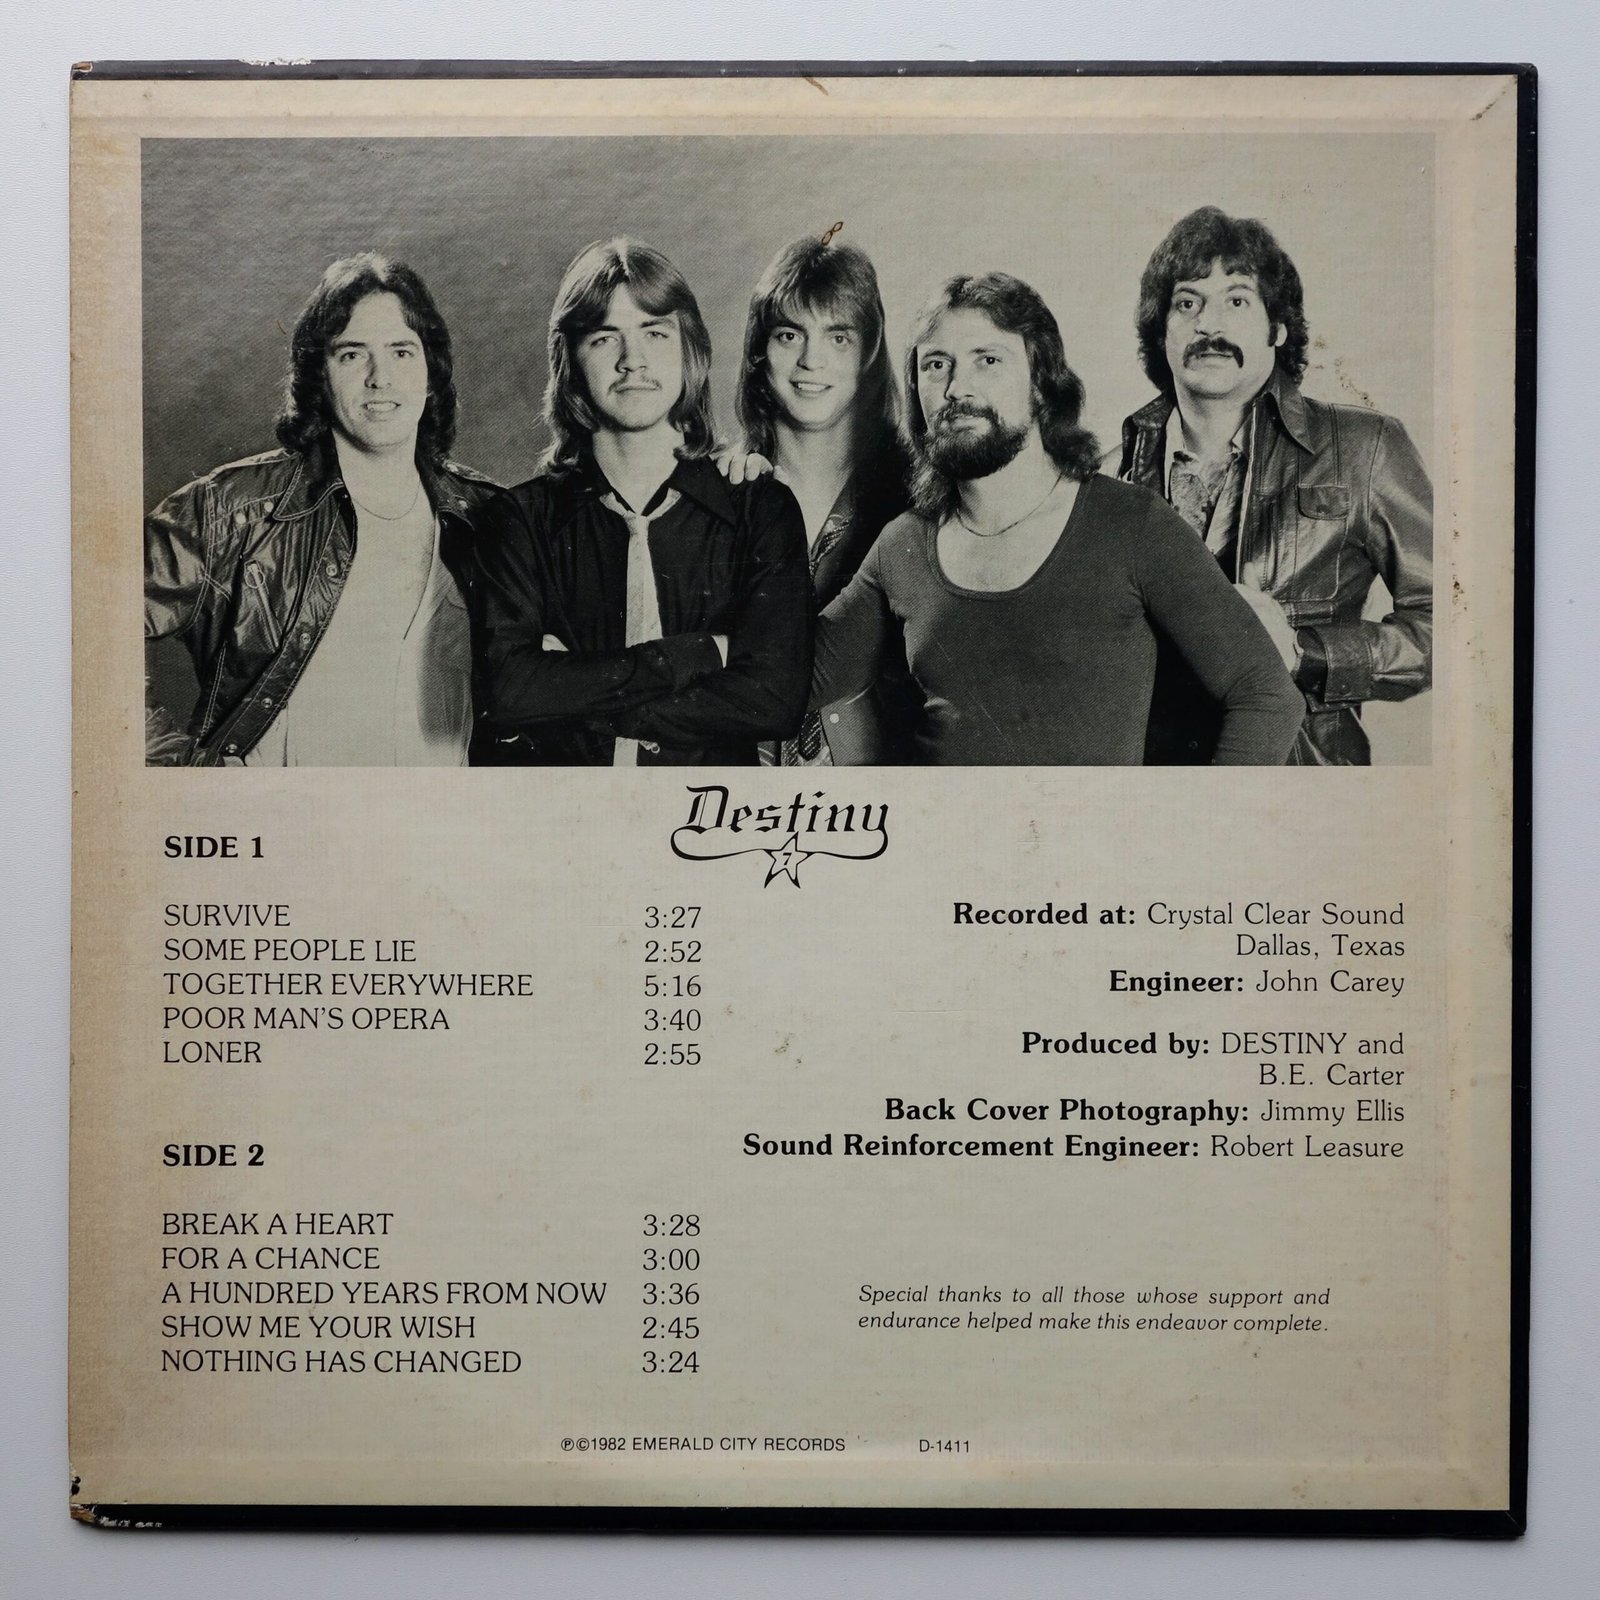 Destiny
7
SIDE 1
SURVIVE 3:27
SOME PEOPLE LIE 2:52
TOGETHER EVERYWHERE 5:16
POOR MAN'S OPERA 3:40
LONER 2:55
SIDE 2
BREAK A HEART 3:28
FOR A CHANCE 3:00
A HUNDRED YEARS FROM NOW 3:36
SHOW ME YOUR WISH 2:45
NOTHING HAS CHANGED 3:24
Recorded at: Crystal Clear Sound
Dallas, Texas
Engineer: John Carey
Produced by: DESTINY and
B.E. Carter
Back Cover Photography: Jimmy Ellis
Sound Reinforcement Engineer: Robert Leasure
Special thanks to all those whose support and
endurance helped make this endeavor complete.
℗©1982 EMERALD CITY RECORDS D-1411